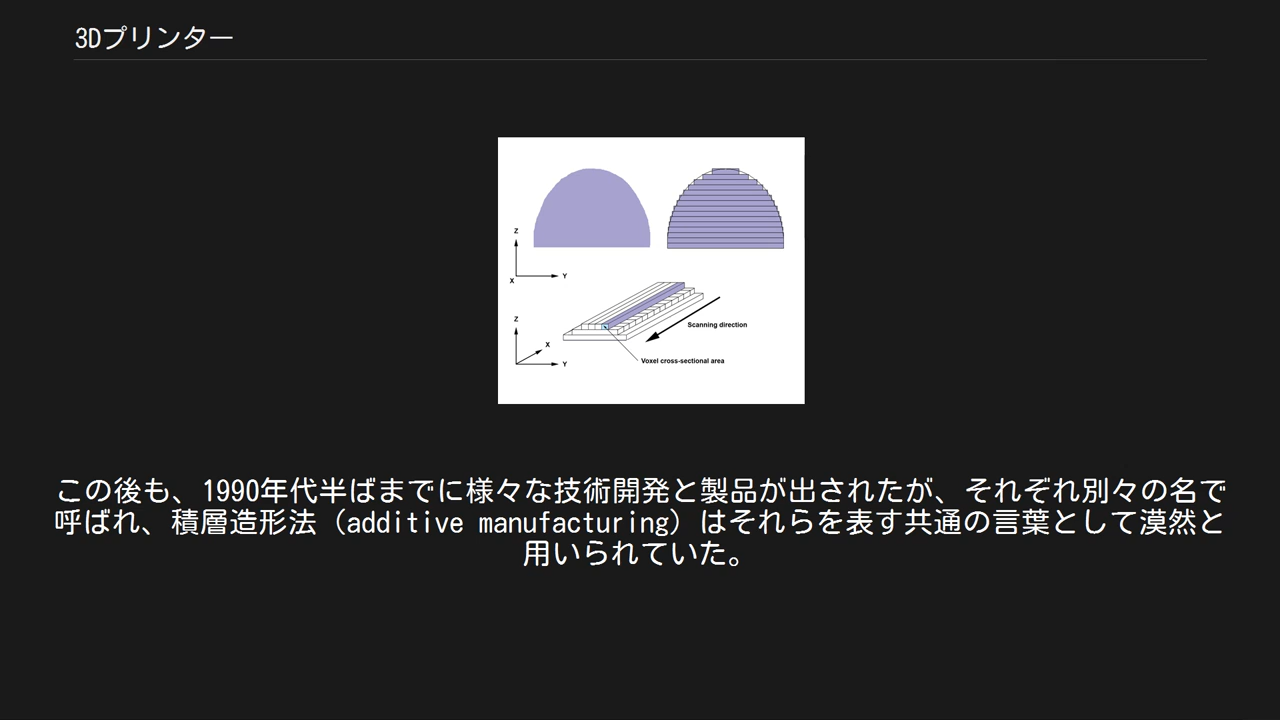 3Dプリンター
Z
Y
X
Z
X
Y
Scanning direction
Voxel cross-sectional area
この後も、1990年代半ばまでに様々な技術開発と製品が出されたが、それぞれ別々の名で
呼ばれ、積層造形法（additive manufacturing）はそれらを表す共通の言葉として漠然と
用いられていた。